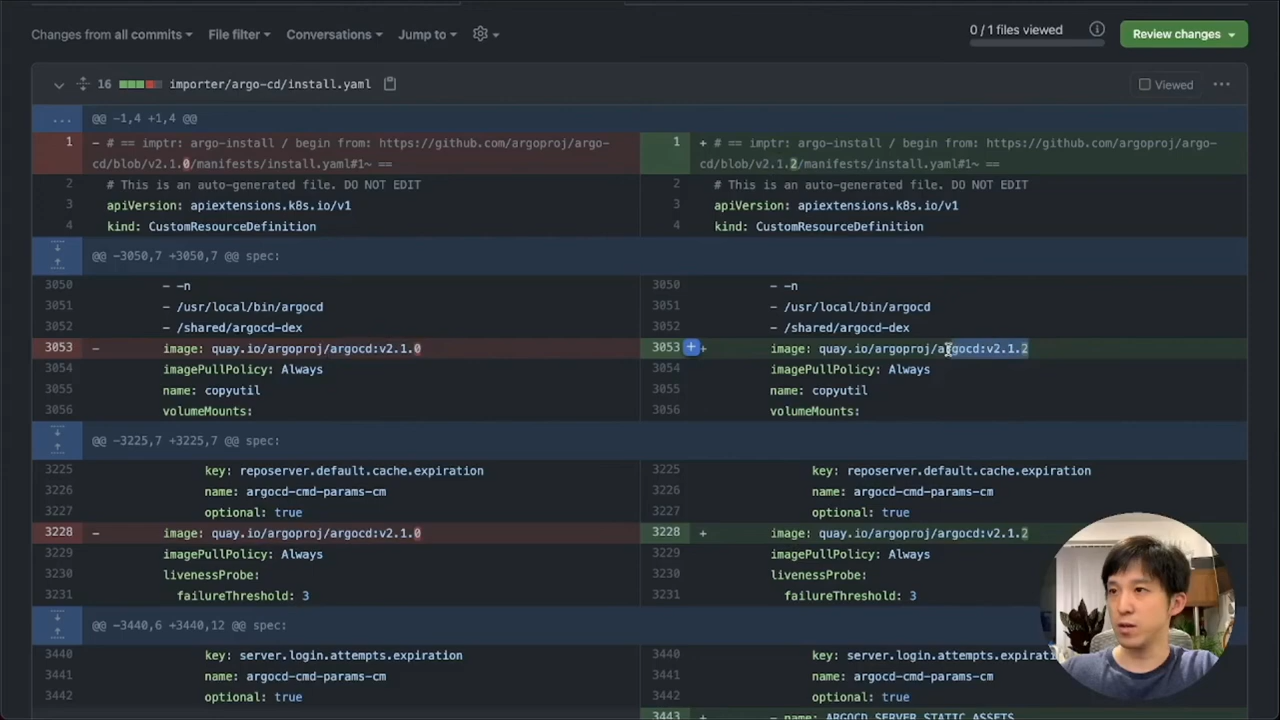 Changes from all commits File filter Conversations Jump to 0 / 1 files viewed Review changes
16 importer/argo-cd/install.yaml Viewed ...
... @@ -1,4 +1,4 @@
1 - # == imptr: argo-install / begin from: https://github.com/argoproj/argo-
cd/blob/v2.1.0/manifests/install.yaml#1~ ==
2 # This is an auto-generated file. DO NOT EDIT
3 apiVersion: apiextensions.k8s.io/v1
4 kind: CustomResourceDefinition
1 + # == imptr: argo-install / begin from: https://github.com/argoproj/argo-
cd/blob/v2.1.2/manifests/install.yaml#1~ ==
2 # This is an auto-generated file. DO NOT EDIT
3 apiVersion: apiextensions.k8s.io/v1
4 kind: CustomResourceDefinition
@@ -3050,7 +3050,7 @@ spec:
3050 - -n
3051 - /usr/local/bin/argocd
3052 - /shared/argocd-dex
3053 - image: quay.io/argoproj/argocd:v2.1.0
3054 imagePullPolicy: Always
3055 name: copyutil
3056 volumeMounts:
3050 - -n
3051 - /usr/local/bin/argocd
3052 - /shared/argocd-dex
3053 + image: quay.io/argoproj/argocd:v2.1.2
3054 imagePullPolicy: Always
3055 name: copyutil
3056 volumeMounts:
@@ -3225,7 +3225,7 @@ spec:
3225 key: reposerver.default.cache.expiration
3226 name: argocd-cmd-params-cm
3227 optional: true
3228 - image: quay.io/argoproj/argocd:v2.1.0
3229 imagePullPolicy: Always
3230 livenessProbe:
3231 failureThreshold: 3
3225 key: reposerver.default.cache.expiration
3226 name: argocd-cmd-params-cm
3227 optional: true
3228 + image: quay.io/argoproj/argocd:v2.1.2
3229 imagePullPolicy: Always
3230 livenessProbe:
3231 failureThreshold: 3
@@ -3440,6 +3440,12 @@ spec:
3440 key: server.login.attempts.expiration
3441 name: argocd-cmd-params-cm
3442 optional: true
3440 key: server.login.attempts.expirati
3441 name: argocd-cmd-params-cm
3442 optional: true
3443 + - name: ARGOCD_SERVER_STATIC_ASSETS